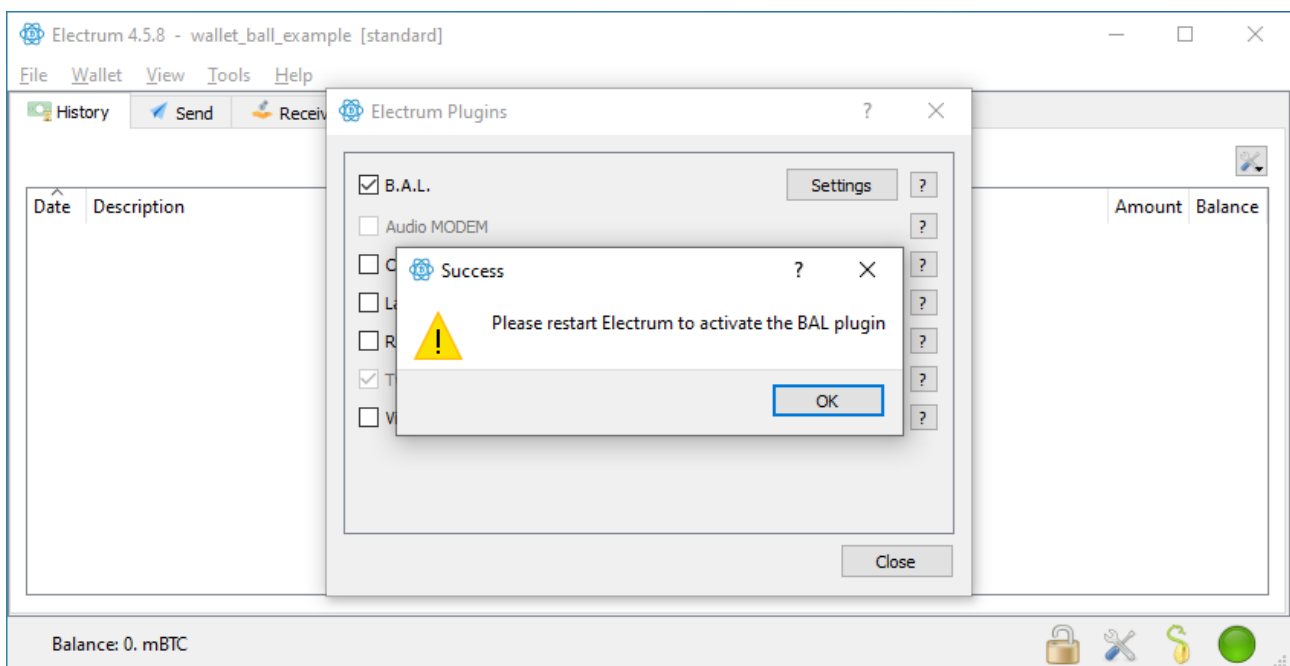 Electrum 4.5.8 - wallet_ball_example [standard]
File Wallet View Tools Help
History Send Electrum Plugins ?
B.A.L. Settings ?
Date Description Amount Balance
Audio MODEM ?
Success ?
?
Please restart Electrum to activate the BAL plugin
?
?
OK
?
?
Close
Balance: 0. mBTC